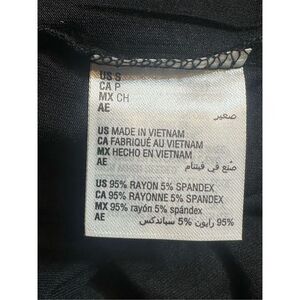 US S
CA P
MX CH
AE صغير
US MADE IN VIETNAM
CA FABRIQUÉ AU VIETNAM
MX HECHO EN VIETNAM
AE صنع في فيتنام
US 95% RAYON 5% SPANDEX
CA 95% RAYONNE 5% SPANDEX
MX 95% rayón 5% spándex
AE 95% رايون 5% سباندكس